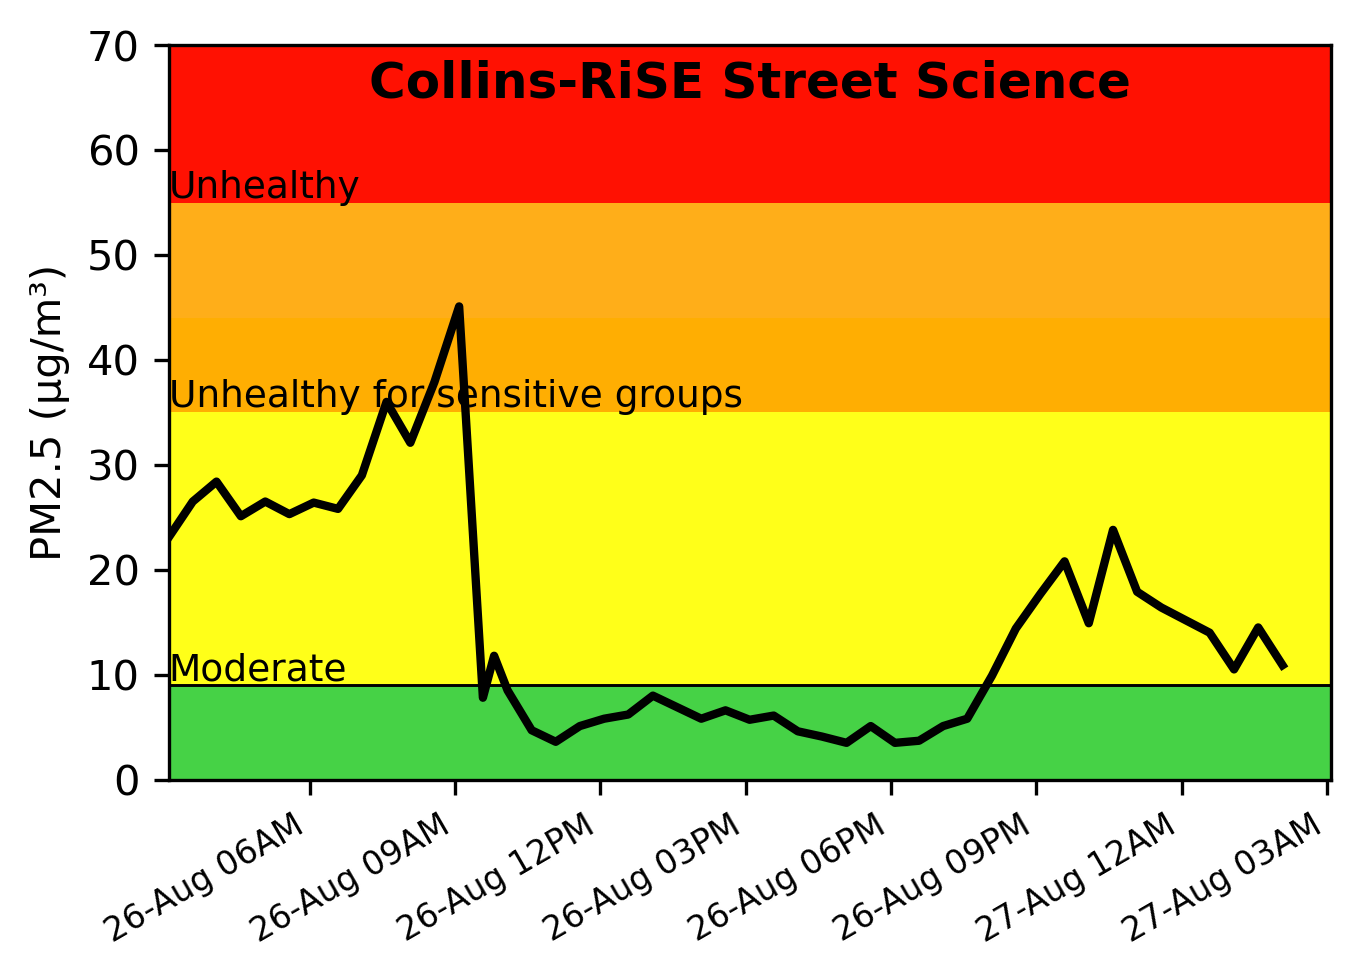 Collins-RiSE Street Science
PM2.5 (µg/m³)
70
60
50
40
30
20
10
0
Unhealthy
Unhealthy for sensitive groups
Moderate
26-Aug 06AM
26-Aug 09AM
26-Aug 12PM
26-Aug 03PM
26-Aug 06PM
26-Aug 09PM
27-Aug 12AM
27-Aug 03AM